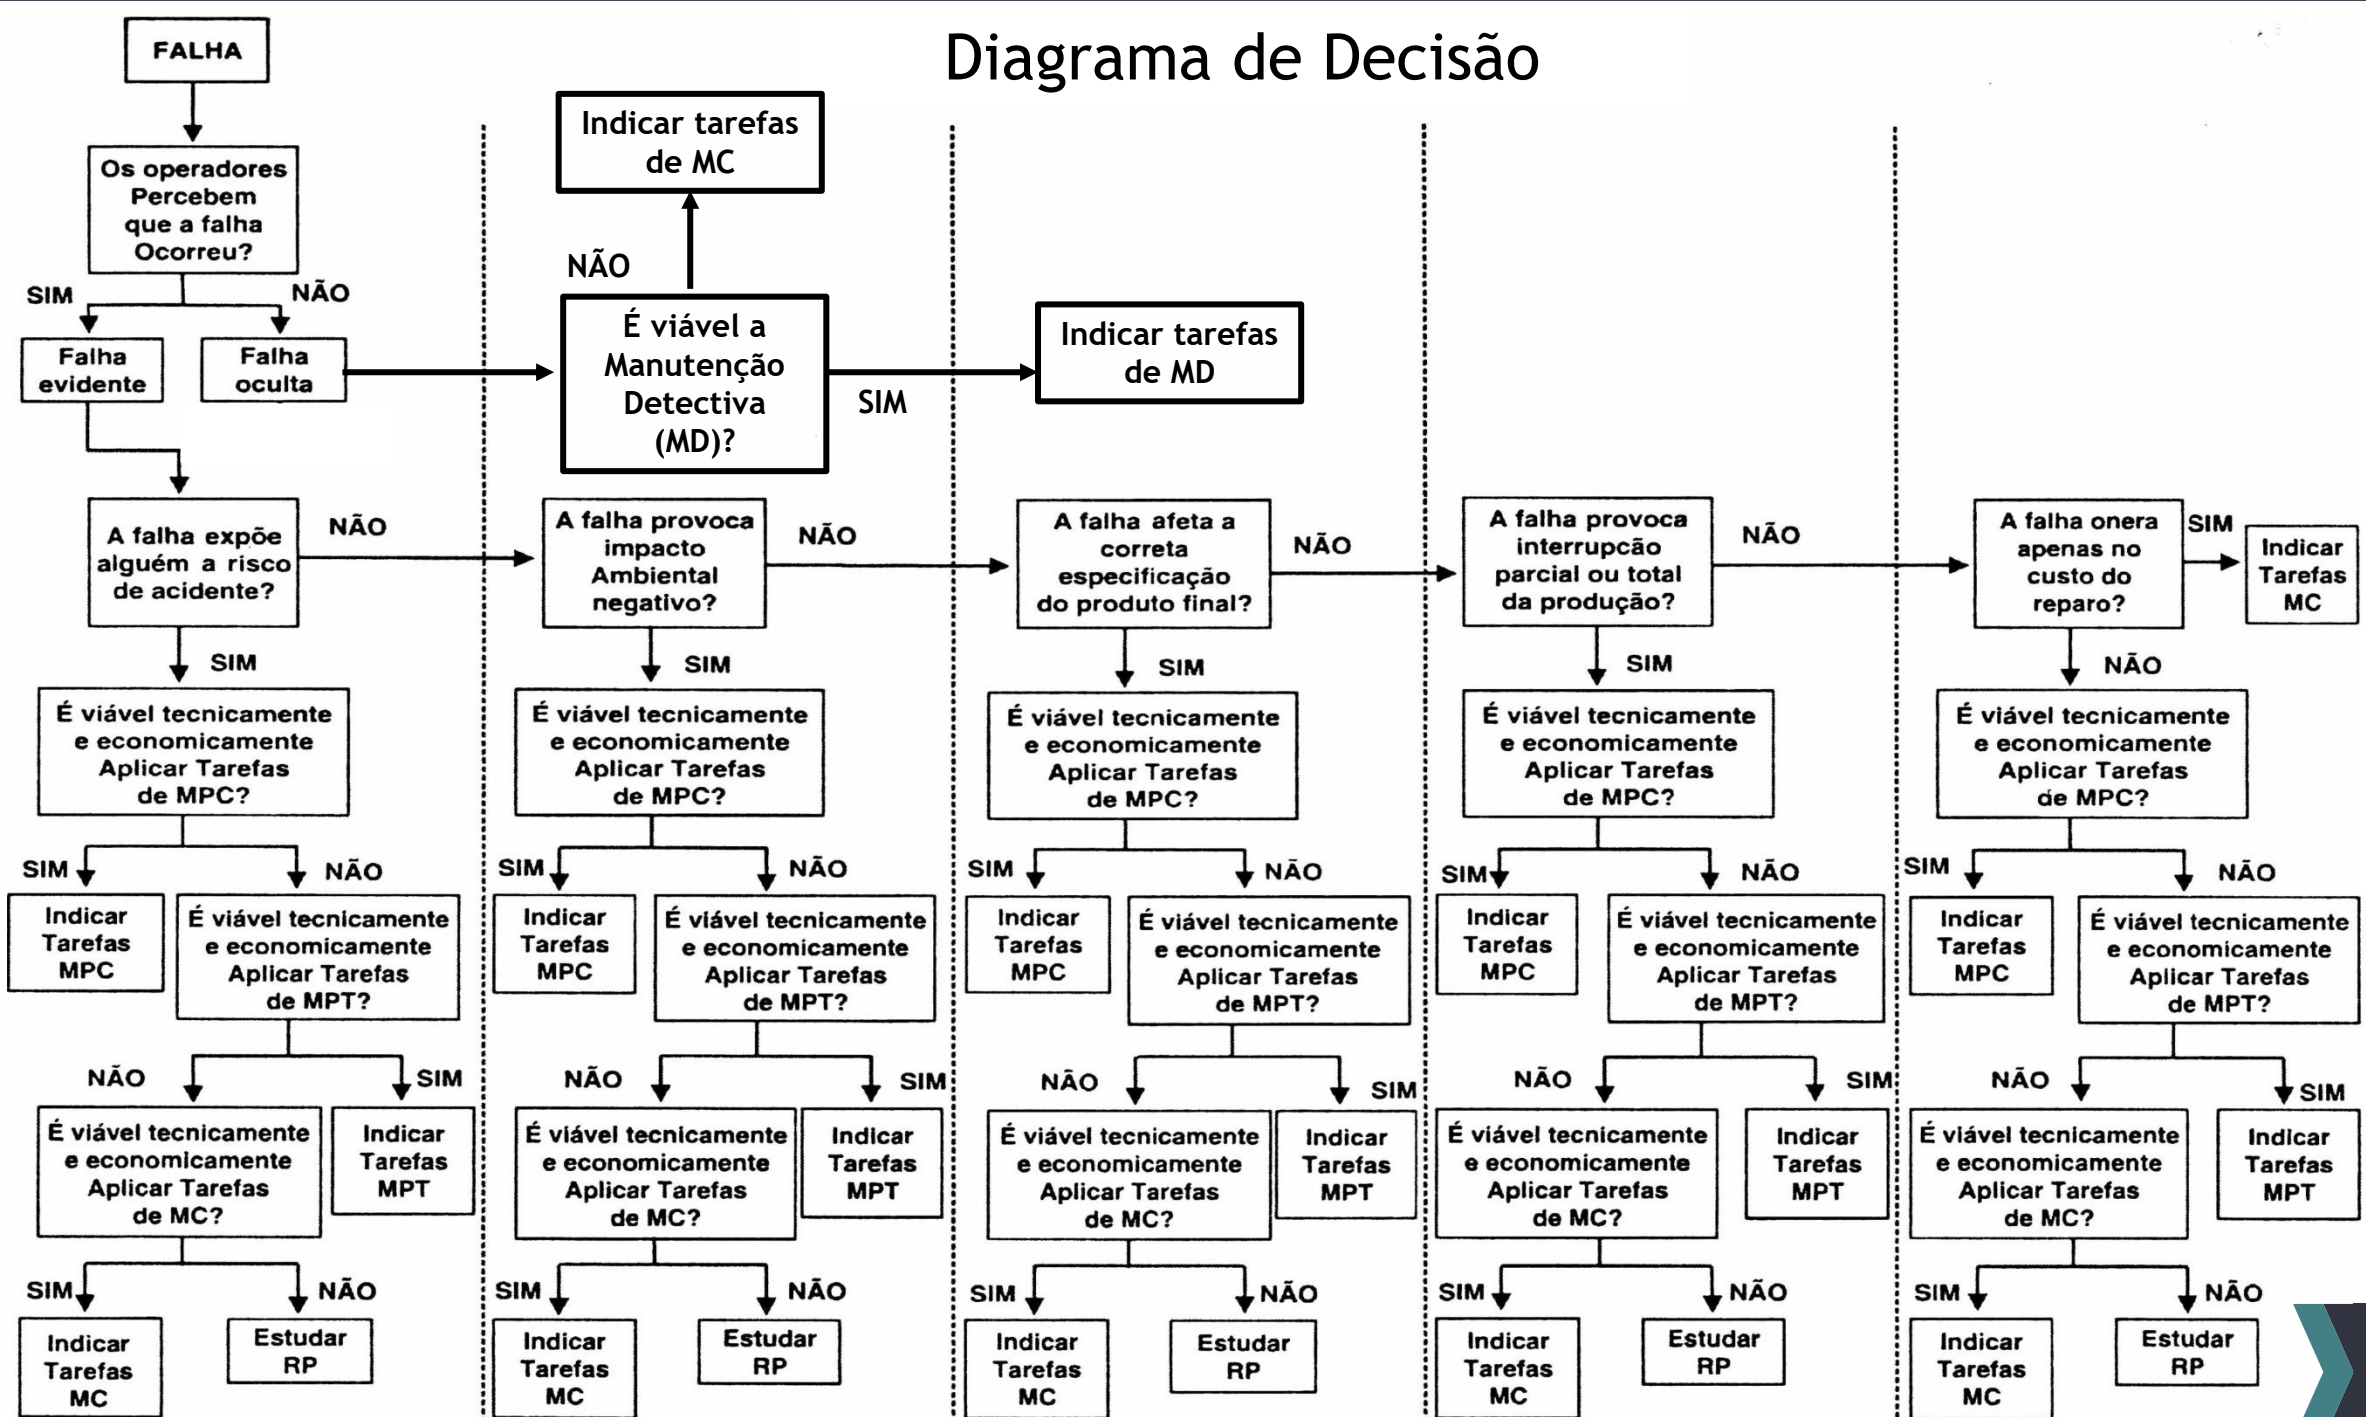 Diagrama de Decisão
FALHA
Os operadores
Percebem
que a falha
Ocorreu?
SIM
NÃO
Falha
evidente
Falha
oculta
Indicar tarefas
de MC
NÃO
É viável a
Manutenção
Detectiva
(MD)?
SIM
Indicar tarefas
de MD
A falha expõe
alguém a risco
de acidente?
NÃO
SIM
É viável tecnicamente
e economicamente
Aplicar Tarefas
de MPC?
SIM
NÃO
Indicar
Tarefas
MPC
É viável tecnicamente
e economicamente
Aplicar Tarefas
de MPT?
NÃO
SIM
É viável tecnicamente
e economicamente
Aplicar Tarefas
de MC?
Indicar
Tarefas
MPT
SIM
NÃO
Indicar
Tarefas
MC
Estudar
RP
A falha provoca
impacto
Ambiental
negativo?
NÃO
SIM
É viável tecnicamente
e economicamente
Aplicar Tarefas
de MPC?
SIM
NÃO
Indicar
Tarefas
MPC
É viável tecnicamente
e economicamente
Aplicar Tarefas
de MPT?
NÃO
SIM
É viável tecnicamente
e economicamente
Aplicar Tarefas
de MC?
Indicar
Tarefas
MPT
SIM
NÃO
Indicar
Tarefas
MC
Estudar
RP
A falha afeta a
correta
especificação
do produto final?
NÃO
SIM
É viável tecnicamente
e economicamente
Aplicar Tarefas
de MPC?
SIM
NÃO
Indicar
Tarefas
MPC
É viável tecnicamente
e economicamente
Aplicar Tarefas
de MPT?
NÃO
SIM
É viável tecnicamente
e economicamente
Aplicar Tarefas
de MC?
Indicar
Tarefas
MPT
SIM
NÃO
Indicar
Tarefas
MC
Estudar
RP
A falha provoca
interrupcão
parcial ou total
da produção?
NÃO
SIM
É viável tecnicamente
e economicamente
Aplicar Tarefas
de MPC?
SIM
NÃO
Indicar
Tarefas
MPC
É viável tecnicamente
e economicamente
Aplicar Tarefas
de MPT?
NÃO
SIM
É viável tecnicamente
e economicamente
Aplicar Tarefas
de MC?
Indicar
Tarefas
MPT
SIM
NÃO
Indicar
Tarefas
MC
Estudar
RP
A falha onera
apenas no
custo do
reparo?
SIM
Indicar
Tarefas
MC
NÃO
É viável tecnicamente
e economicamente
Aplicar Tarefas
de MPC?
SIM
NÃO
Indicar
Tarefas
MPC
É viável tecnicamente
e economicamente
Aplicar Tarefas
de MPT?
NÃO
SIM
É viável tecnicamente
e economicamente
Aplicar Tarefas
de MC?
Indicar
Tarefas
MPT
SIM
NÃO
Indicar
Tarefas
MC
Estudar
RP